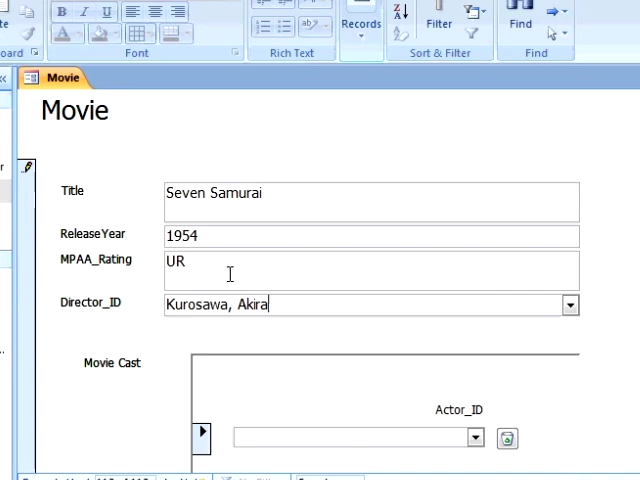 B I U
Records
Filter
Find
Font
Rich Text
Sort & Filter
Find
Movie
Movie
Title
Seven Samurai
ReleaseYear
1954
MPAA_Rating
UR
Director_ID
Kurosawa, Akira
Movie Cast
Actor_ID